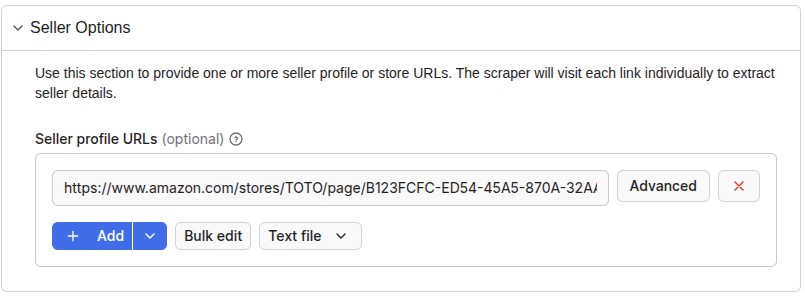 Seller Options
Use this section to provide one or more seller profile or store URLs. The scraper will visit each link individually to extract
seller details.
Seller profile URLs (optional)
https://www.amazon.com/stores/TOTO/page/B123FCFC-ED54-45A5-870A-32AA
Advanced
Add
Bulk edit
Text file